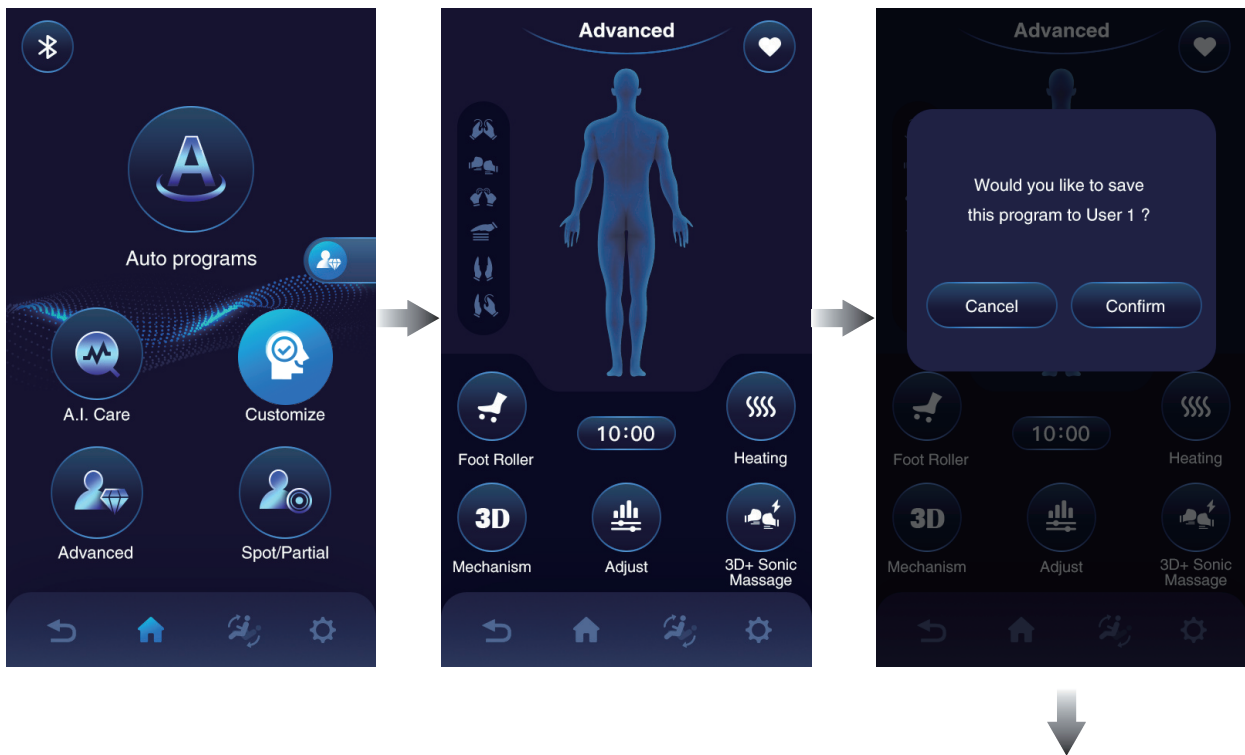 A
Auto programs
A.I. Care
Customize
Advanced
Spot/Partial
Advanced
10:00
Foot Roller
Heating
3D
Mechanism
Adjust
3D+ Sonic
Massage
Advanced
Would you like to save
this program to User 1 ?
Cancel
Confirm
10:00
Foot Roller
Heating
3D
Mechanism
Adjust
3D+ Sonic
Massage